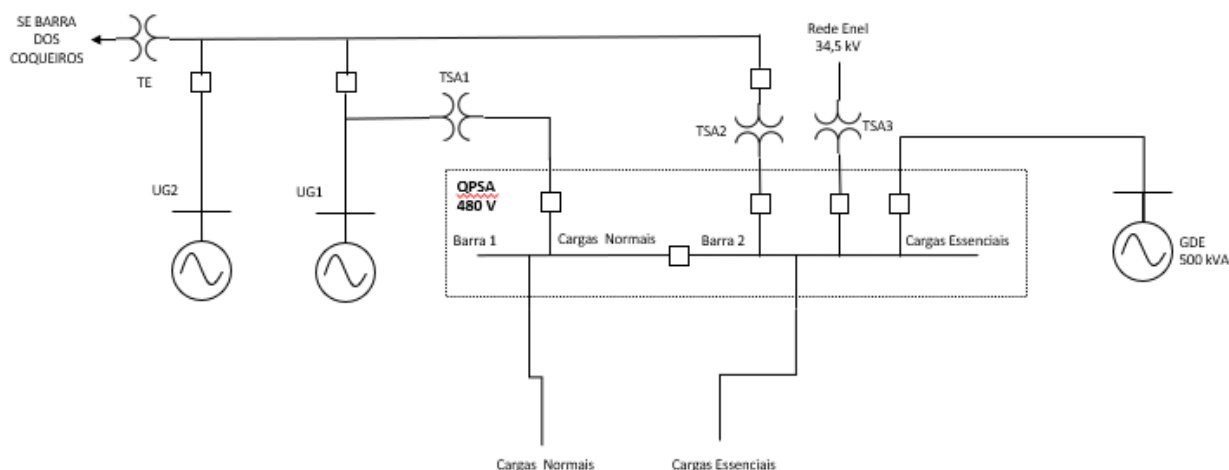 SE BARRA
DOS
COQUEIROS
TE
TSA1
Rede Enel
34,5 kV
TSA2
TSA3
UG2
UG1
QPSA
480 V
Barra 1
Cargas Normais
Barra 2
Cargas Essenciais
GDE
500 kVA
Cargas Normais
Cargas Essenciais